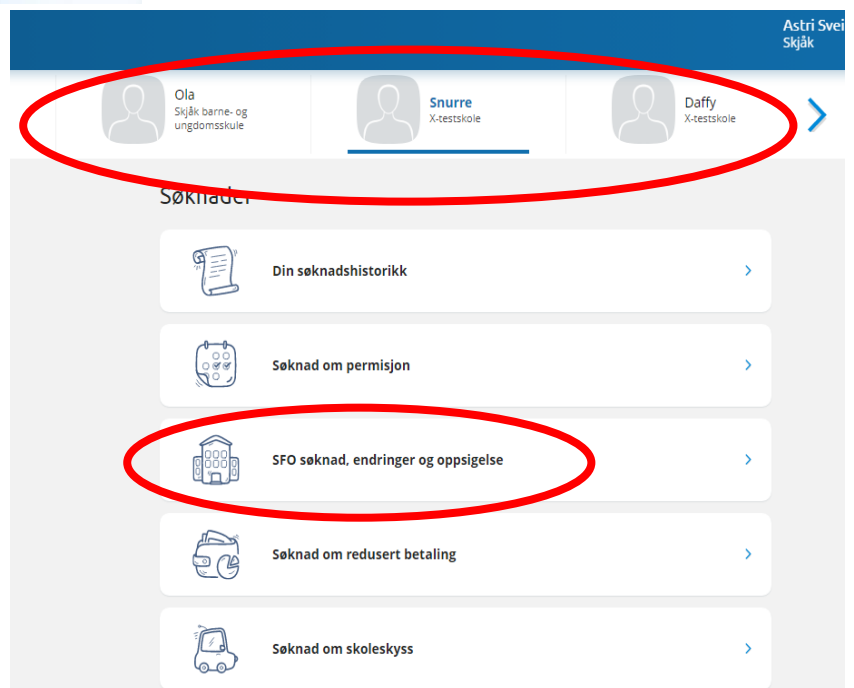 Astri Svei
Skjåk
Ola
Skjåk barne- og
ungdomsskule
Snurre
X-testskole
Daffy
X-testskole
Søknader
Din søknadshistorikk
Søknad om permisjon
SFO søknad, endringer og oppsigelse
Søknad om redusert betaling
Søknad om skoleskyss